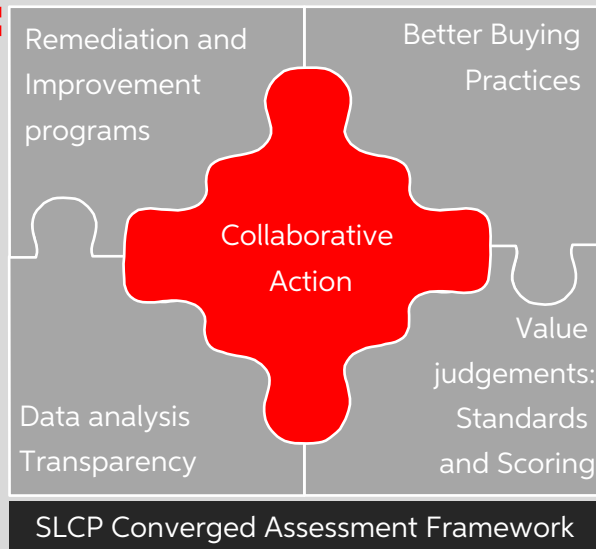 Remediation and
Improvement
programs
Better Buying
Practices
Collaborative
Action
Data analysis
Transparency
Value
judgements:
Standards
and Scoring
SLCP Converged Assessment Framework